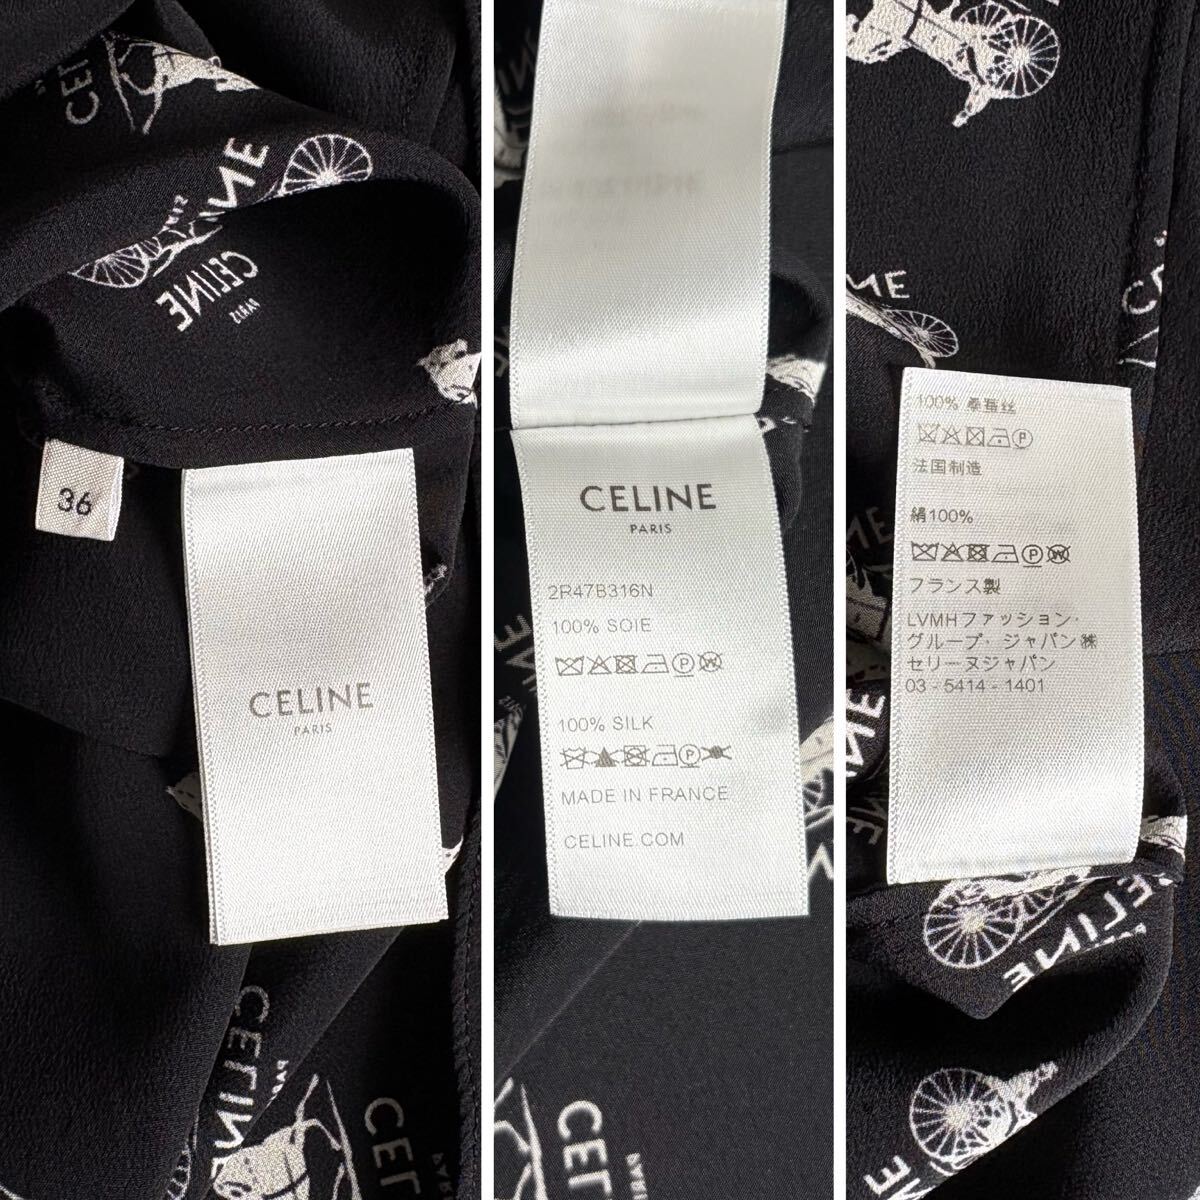 36
CELINE
PARIS
CELINE
PARIS
2R47B316N
100% SOIE
100% SILK
MADE IN FRANCE
CELINE.COM
100% 桑蚕丝
法国制造
絹100%
フランス製
LVMHファッション・
グループ・ジャパン㈱
セリーヌジャパン
03 - 5414 - 1401
CELINE
PARIS
CELINE
PARIS